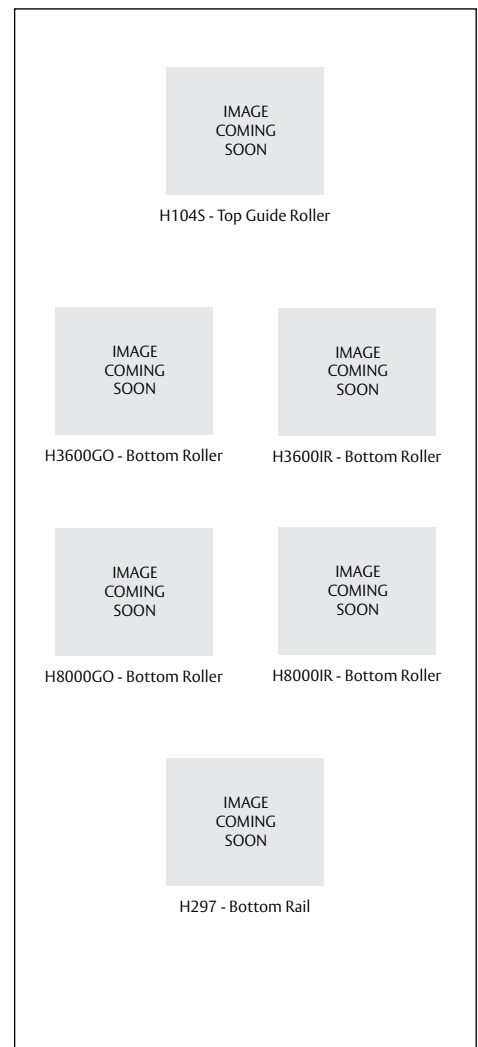 IMAGE
COMING
SOON
H104S - Top Guide Roller
IMAGE
COMING
SOON
H3600GO - Bottom Roller
IMAGE
COMING
SOON
H3600IR - Bottom Roller
IMAGE
COMING
SOON
H8000GO - Bottom Roller
IMAGE
COMING
SOON
H8000IR - Bottom Roller
IMAGE
COMING
SOON
H297 - Bottom Rail